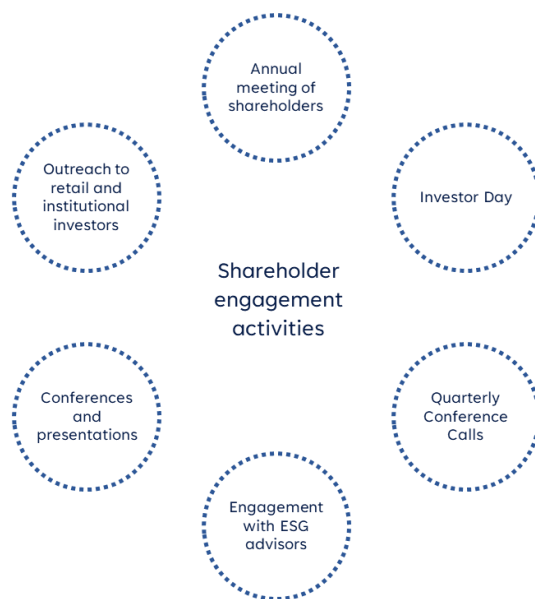 Annual
meeting of
shareholders
Outreach to
retail and
institutional
investors
Investor Day
Shareholder
engagement
activities
Conferences
and
presentations
Quarterly
Conference
Calls
Engagement
with ESG
advisors